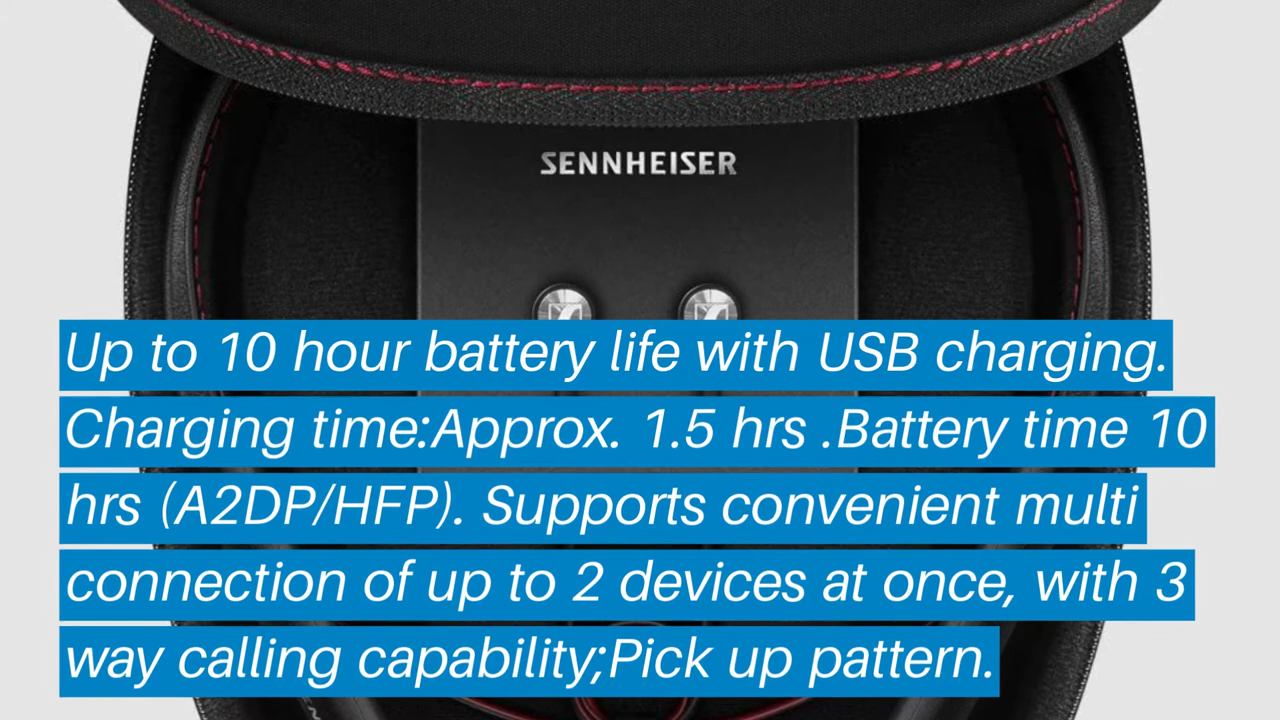 SENNHEISER
Up to 10 hour battery life with USB charging.
Charging time:Approx. 1.5 hrs .Battery time 10
hrs (A2DP/HFP). Supports convenient multi
connection of up to 2 devices at once, with 3
way calling capability;Pick up pattern.